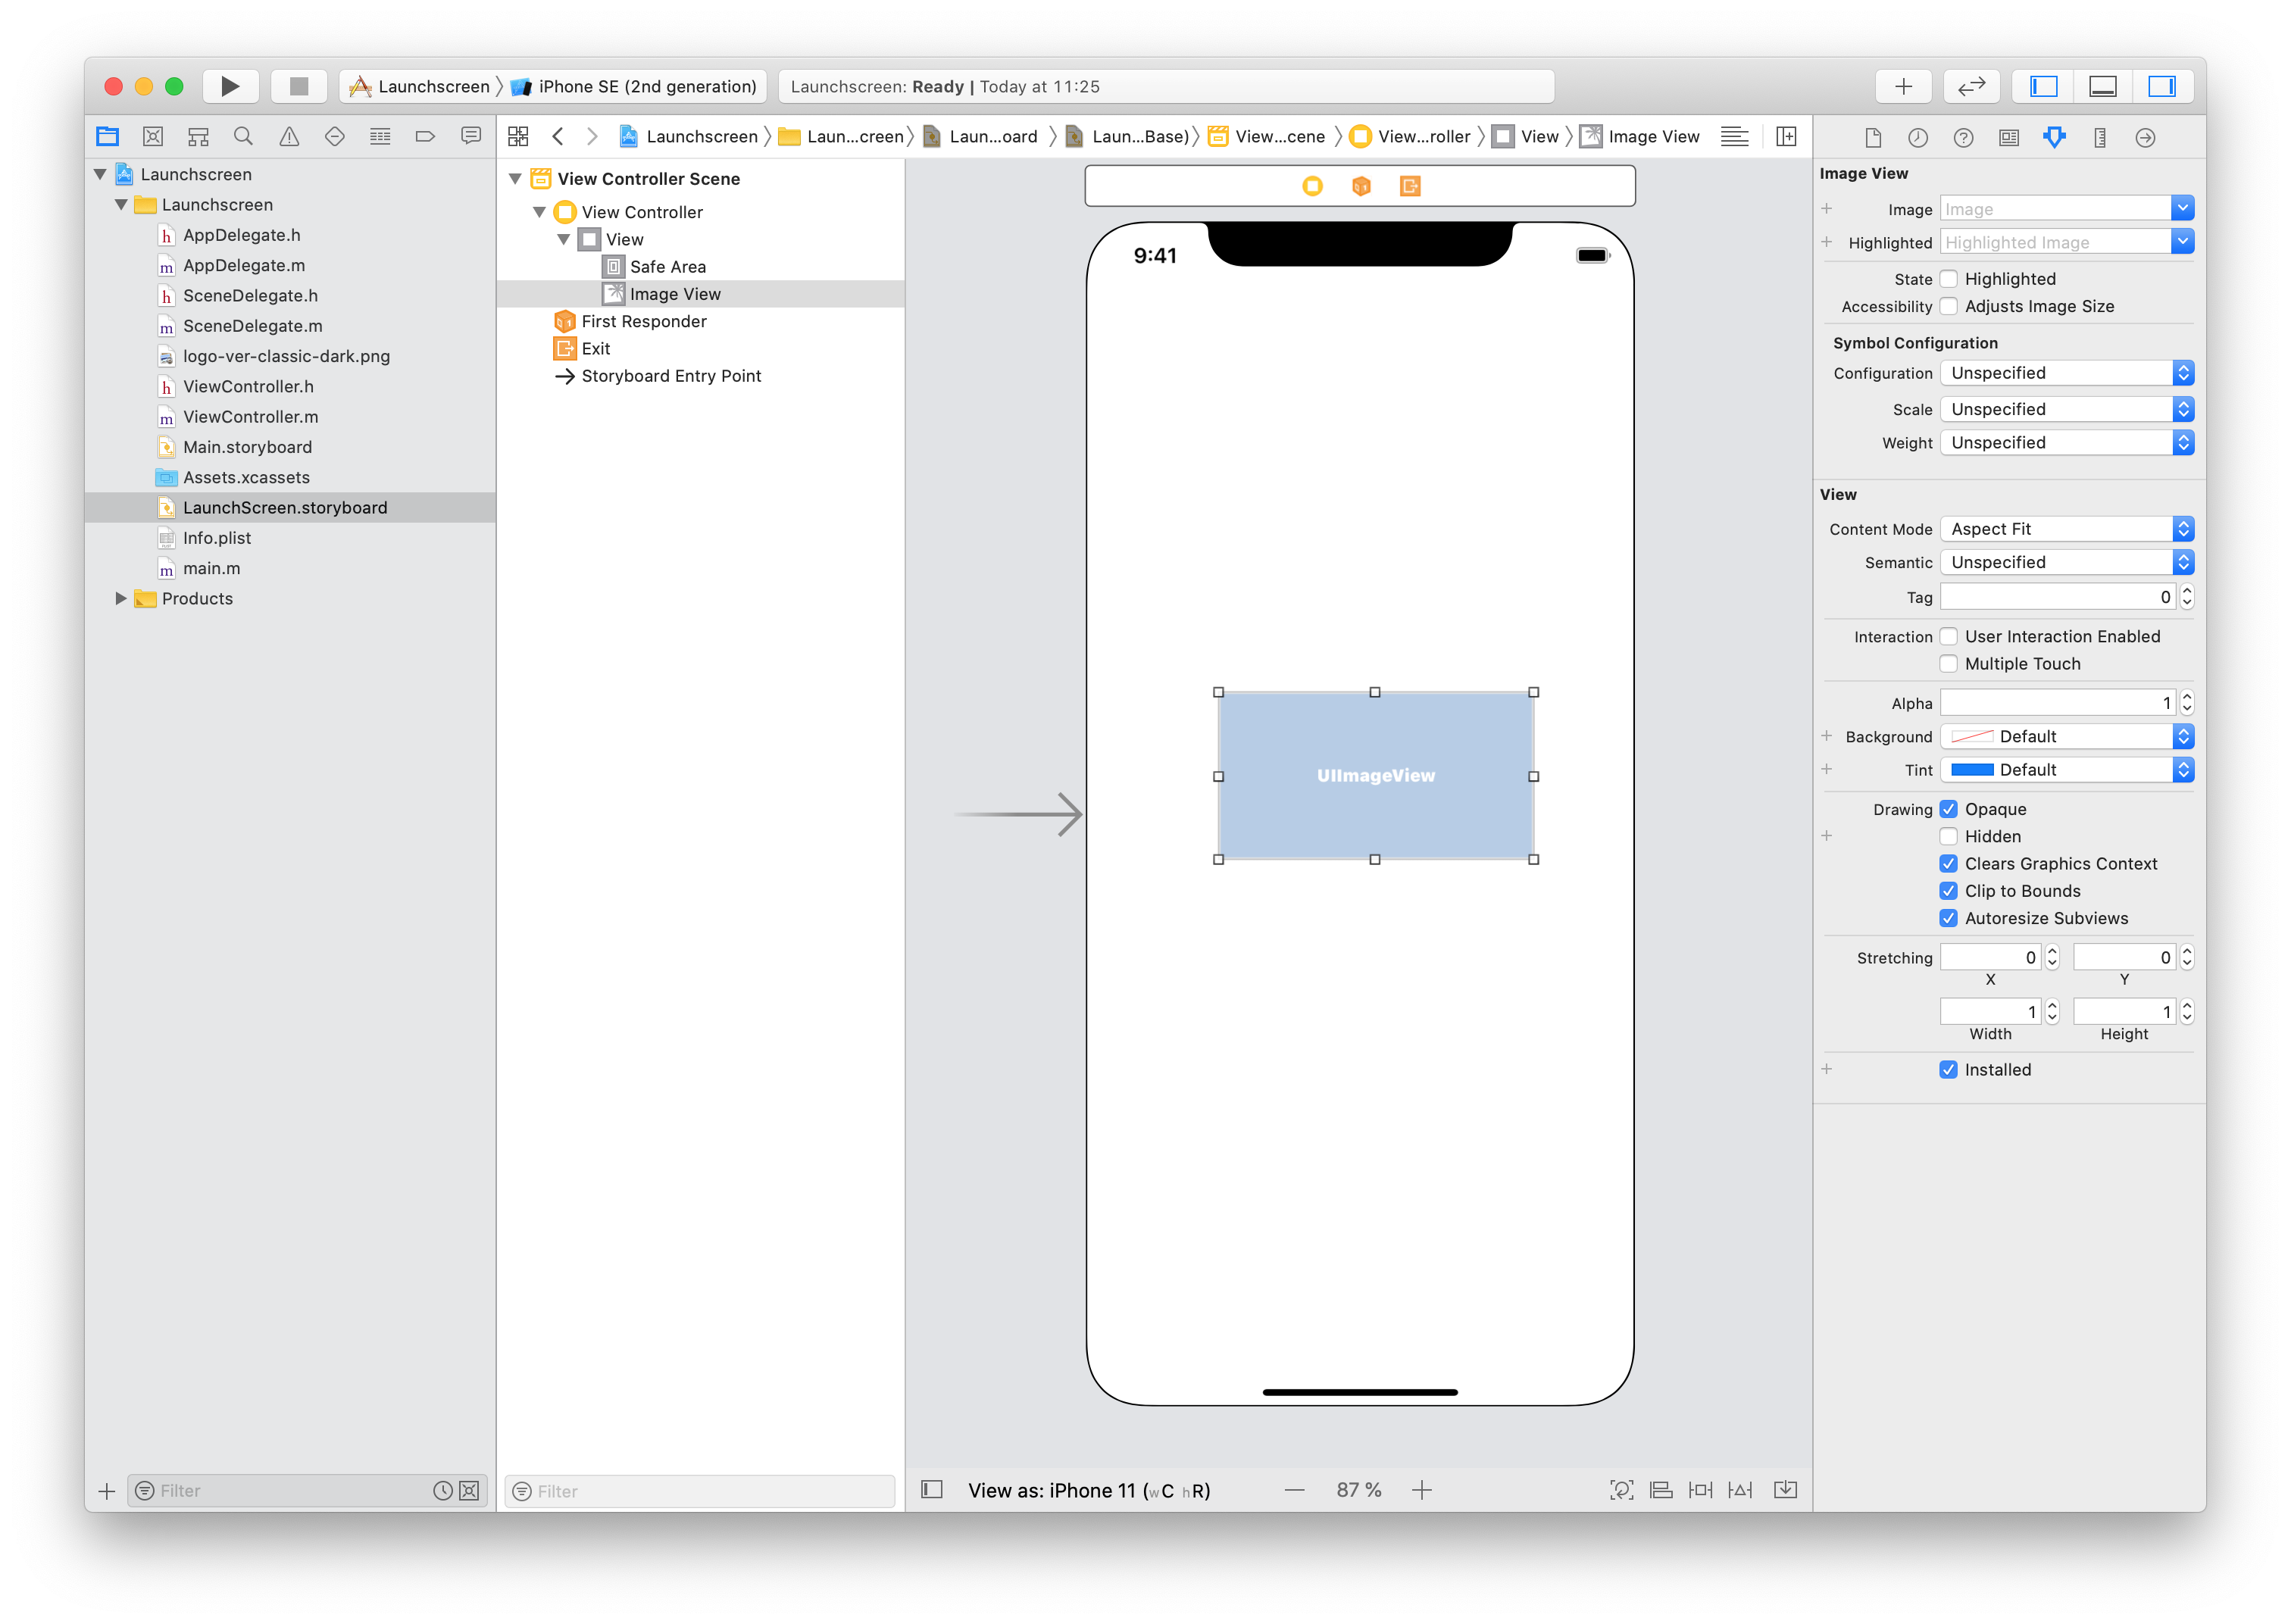 Launchscreen 〉 iPhone SE (2nd generation)
Launchscreen: Ready | Today at 11:25
Launchscreen
Launchscreen
AppDelegate.h
AppDelegate.m
SceneDelegate.h
SceneDelegate.m
logo-ver-classic-dark.png
ViewController.h
ViewController.m
Main.storyboard
Assets.xcassets
LaunchScreen.storyboard
Info.plist
main.m
Products
Filter
Launchscreen 〉 Laun...creen 〉 Laun...oard 〉 Laun...Base) 〉 View...cene 〉 View...roller 〉 View 〉 Image View
View Controller Scene
View Controller
View
Safe Area
Image View
First Responder
Exit
Storyboard Entry Point
Filter
9:41
UIImageView
View as: iPhone 11 (wC hR)
87 %
Image View
Image Image
Highlighted Highlighted Image
State Highlighted
Accessibility Adjusts Image Size
Symbol Configuration
Configuration Unspecified
Scale Unspecified
Weight Unspecified
View
Content Mode Aspect Fit
Semantic Unspecified
Tag 0
Interaction User Interaction Enabled
Multiple Touch
Alpha 1
Background Default
Tint Default
Drawing Opaque
Hidden
Clears Graphics Context
Clip to Bounds
Autoresize Subviews
Stretching 0 0
X Y
1 1
Width Height
Installed